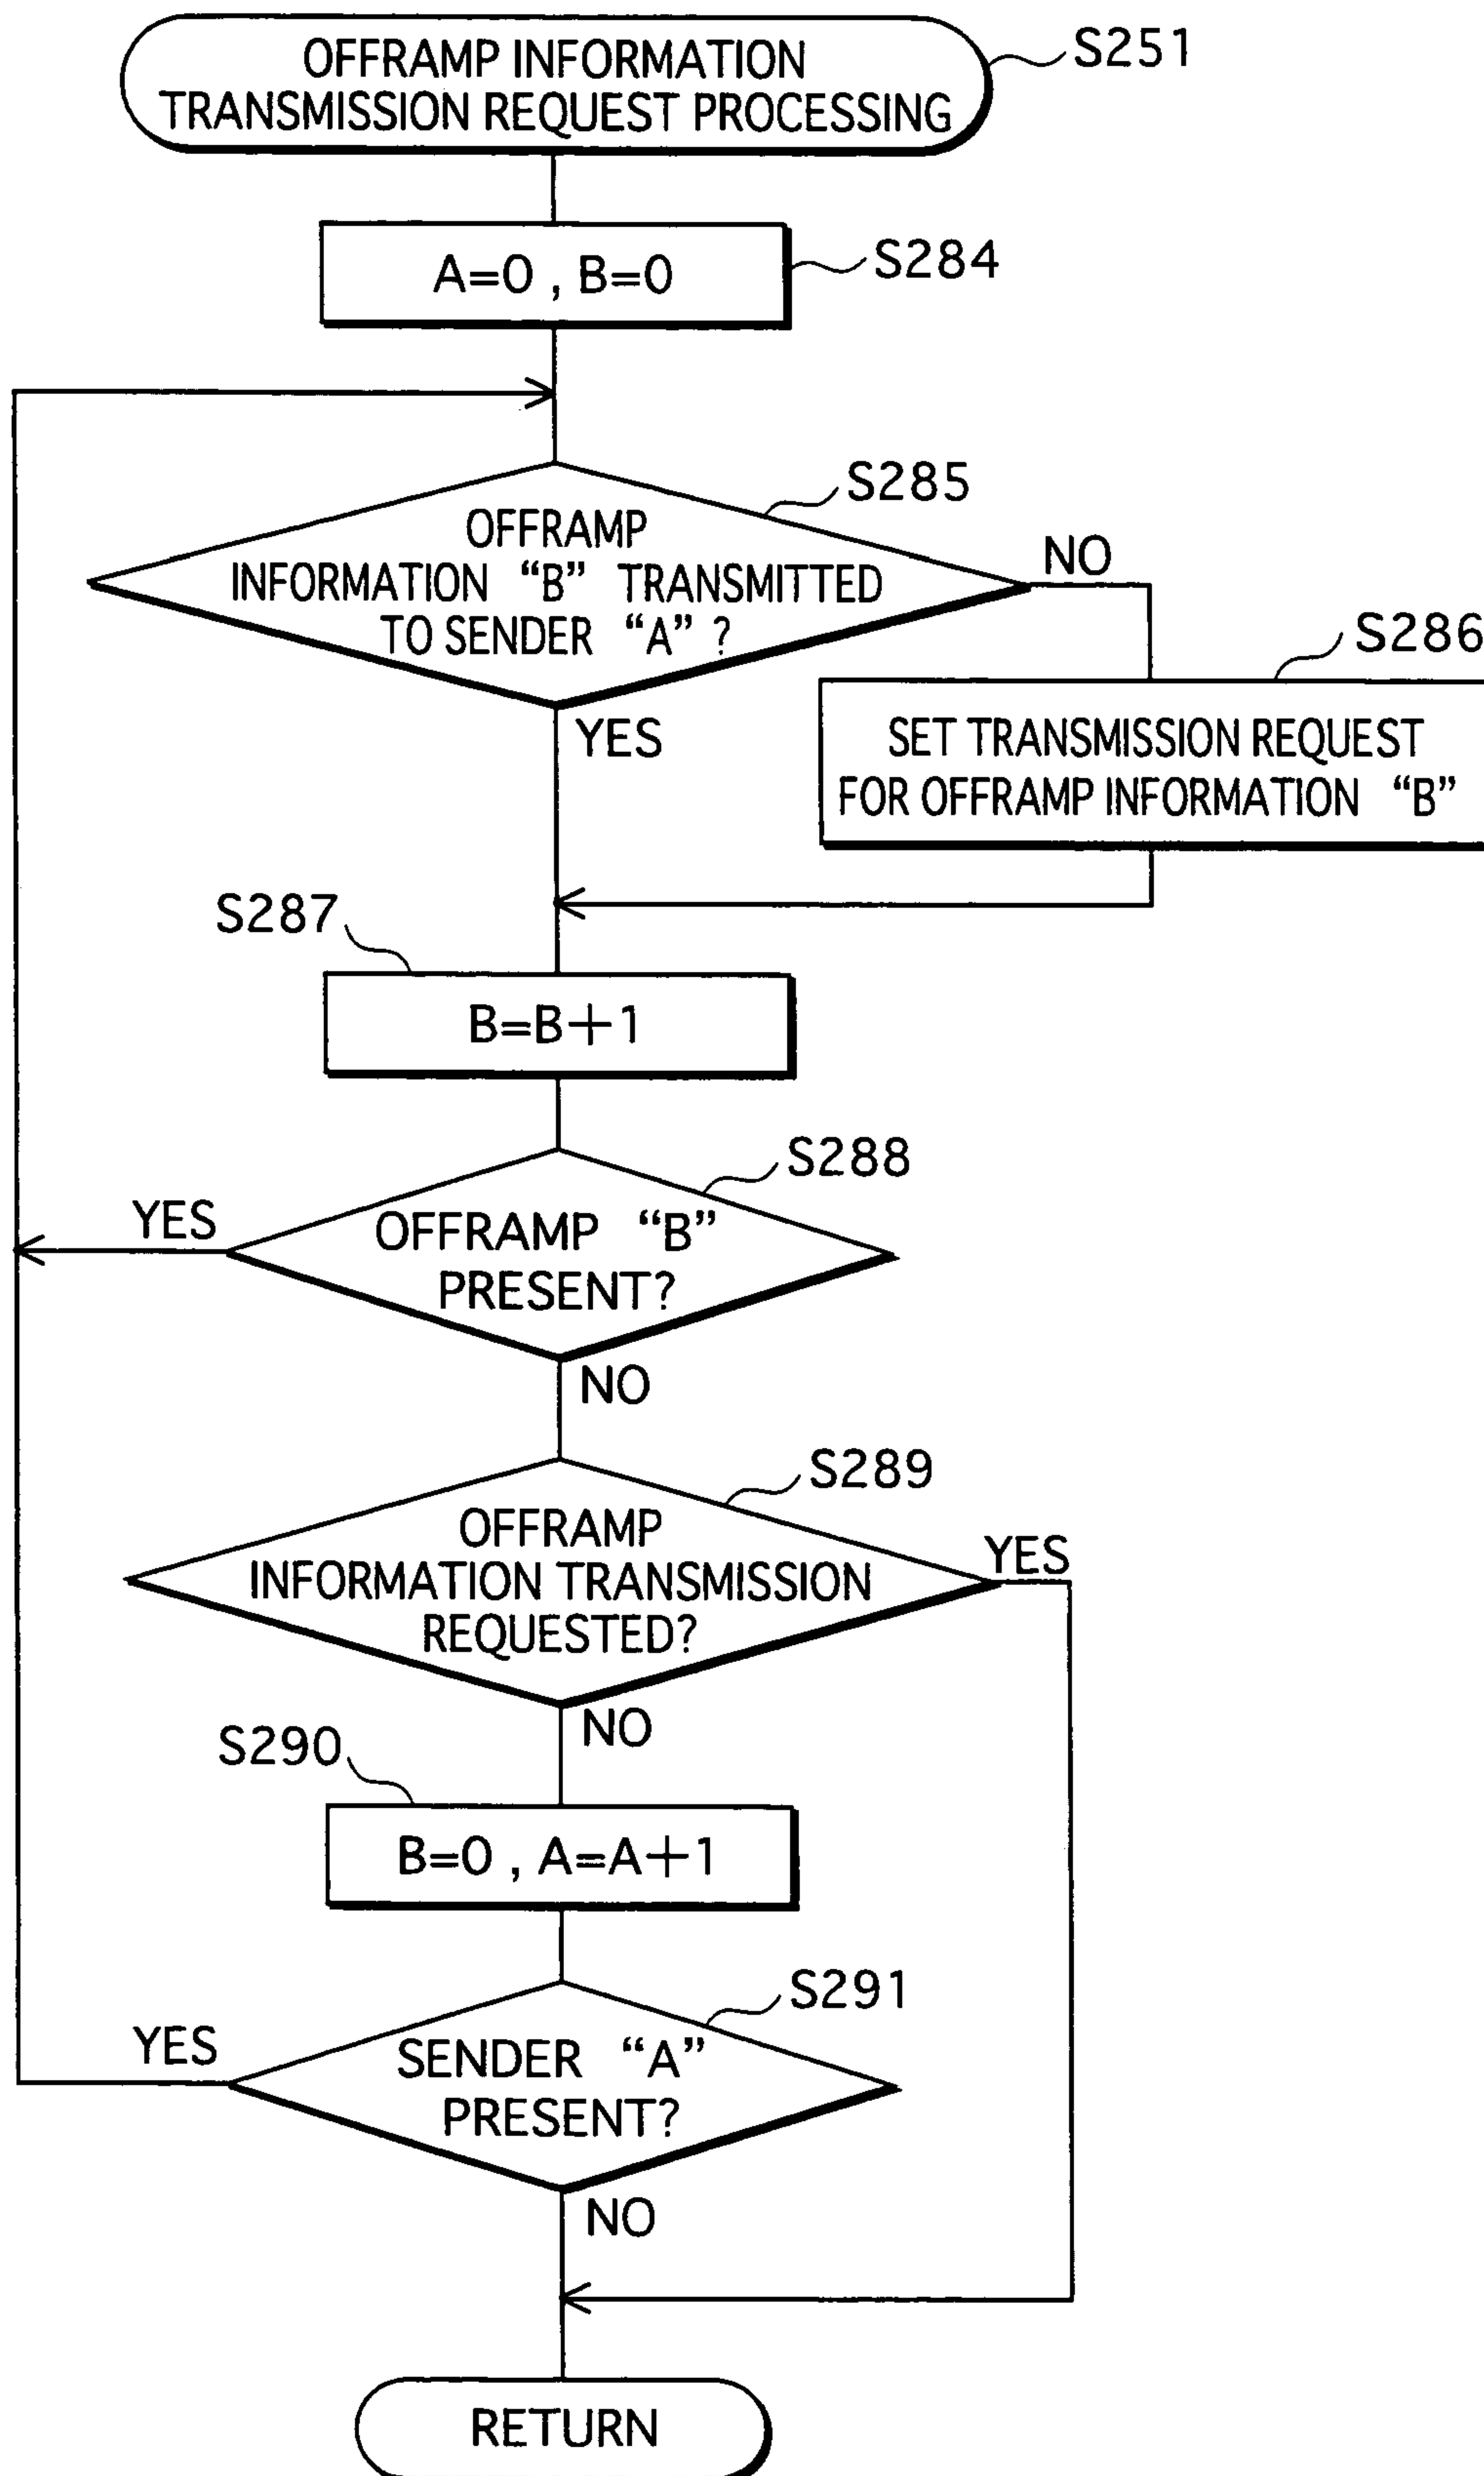 OFFRAMP INFORMATION
TRANSMISSION REQUEST PROCESSING
S251
A=0 , B=0
S284
S285
OFFRAMP
INFORMATION “B” TRANSMITTED
TO SENDER “A” ?
NO
YES
S286
SET TRANSMISSION REQUEST
FOR OFFRAMP INFORMATION “B”
S287
B=B+1
S288
OFFRAMP “B”
PRESENT?
YES
NO
S289
OFFRAMP
INFORMATION TRANSMISSION
REQUESTED?
YES
NO
S290
B=0 , A=A+1
S291
SENDER “A”
PRESENT?
YES
NO
RETURN